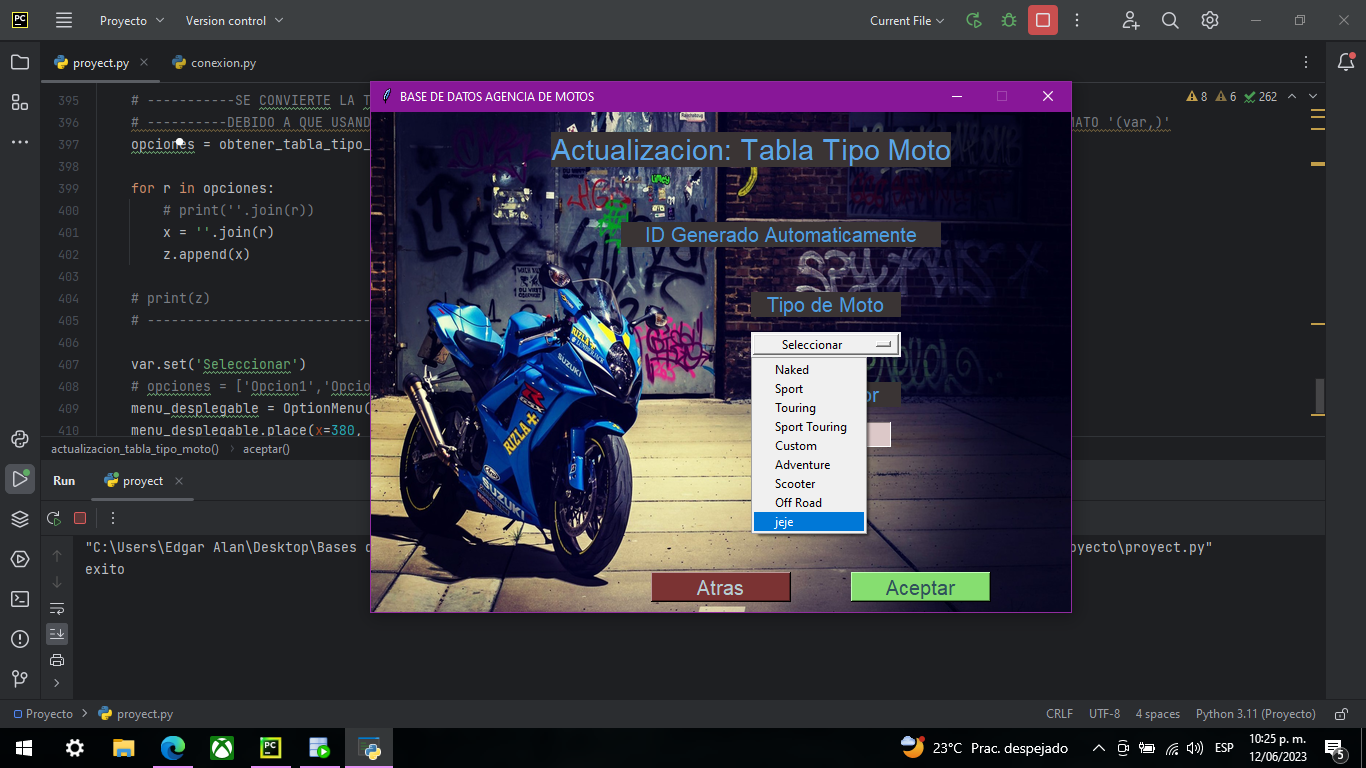 Proyecto
Version control
Current File
proyect.py
conexion.py
395
# -----------SE CONVIERTE LA T
8
6
262
396
# ----------DEBIDO A QUE USAND
MATO '(var,)'
397
opciones = obtener_tabla_tipo_
398
399
for r in opciones:
400
# print(''.join(r))
401
x = ''.join(r)
402
z.append(x)
403
404
# print(z)
405
# ----------------------------
406
407
var.set('Seleccionar')
408
# opciones = ['Opcion1','Opcio
409
menu_desplegable = OptionMenu(
410
menu_desplegable.place(x=380,
actualizacion_tabla_tipo_moto()
aceptar()
BASE DE DATOS AGENCIA DE MOTOS
Actualizacion: Tabla Tipo Moto
ID Generado Automaticamente
Tipo de Moto
Seleccionar
Naked
Sport
Touring
Sport Touring
Custom
Adventure
Scooter
Off Road
jeje
or
RIZLA+
SUZUKI
GSX
Atras
Aceptar
Run
proyect
"C:\Users\Edgar Alan\Desktop\Bases d
oyecto\proyect.py"
exito
Proyecto
proyect.py
CRLF
UTF-8
4 spaces
Python 3.11 (Proyecto)
23°C Prac. despejado
ESP
10:25 p. m.
12/06/2023
5